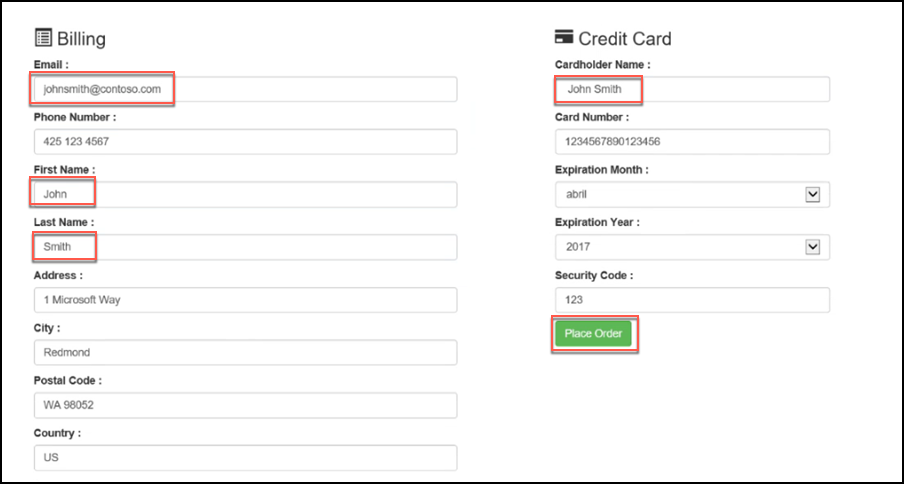 Billing
Email :
johnsmith@contoso.com
Phone Number :
425 123 4567
First Name :
John
Last Name :
Smith
Address :
1 Microsoft Way
City :
Redmond
Postal Code :
WA 98052
Country :
US
Credit Card
Cardholder Name :
John Smith
Card Number :
1234567890123456
Expiration Month :
abril
Expiration Year :
2017
Security Code :
123
Place Order